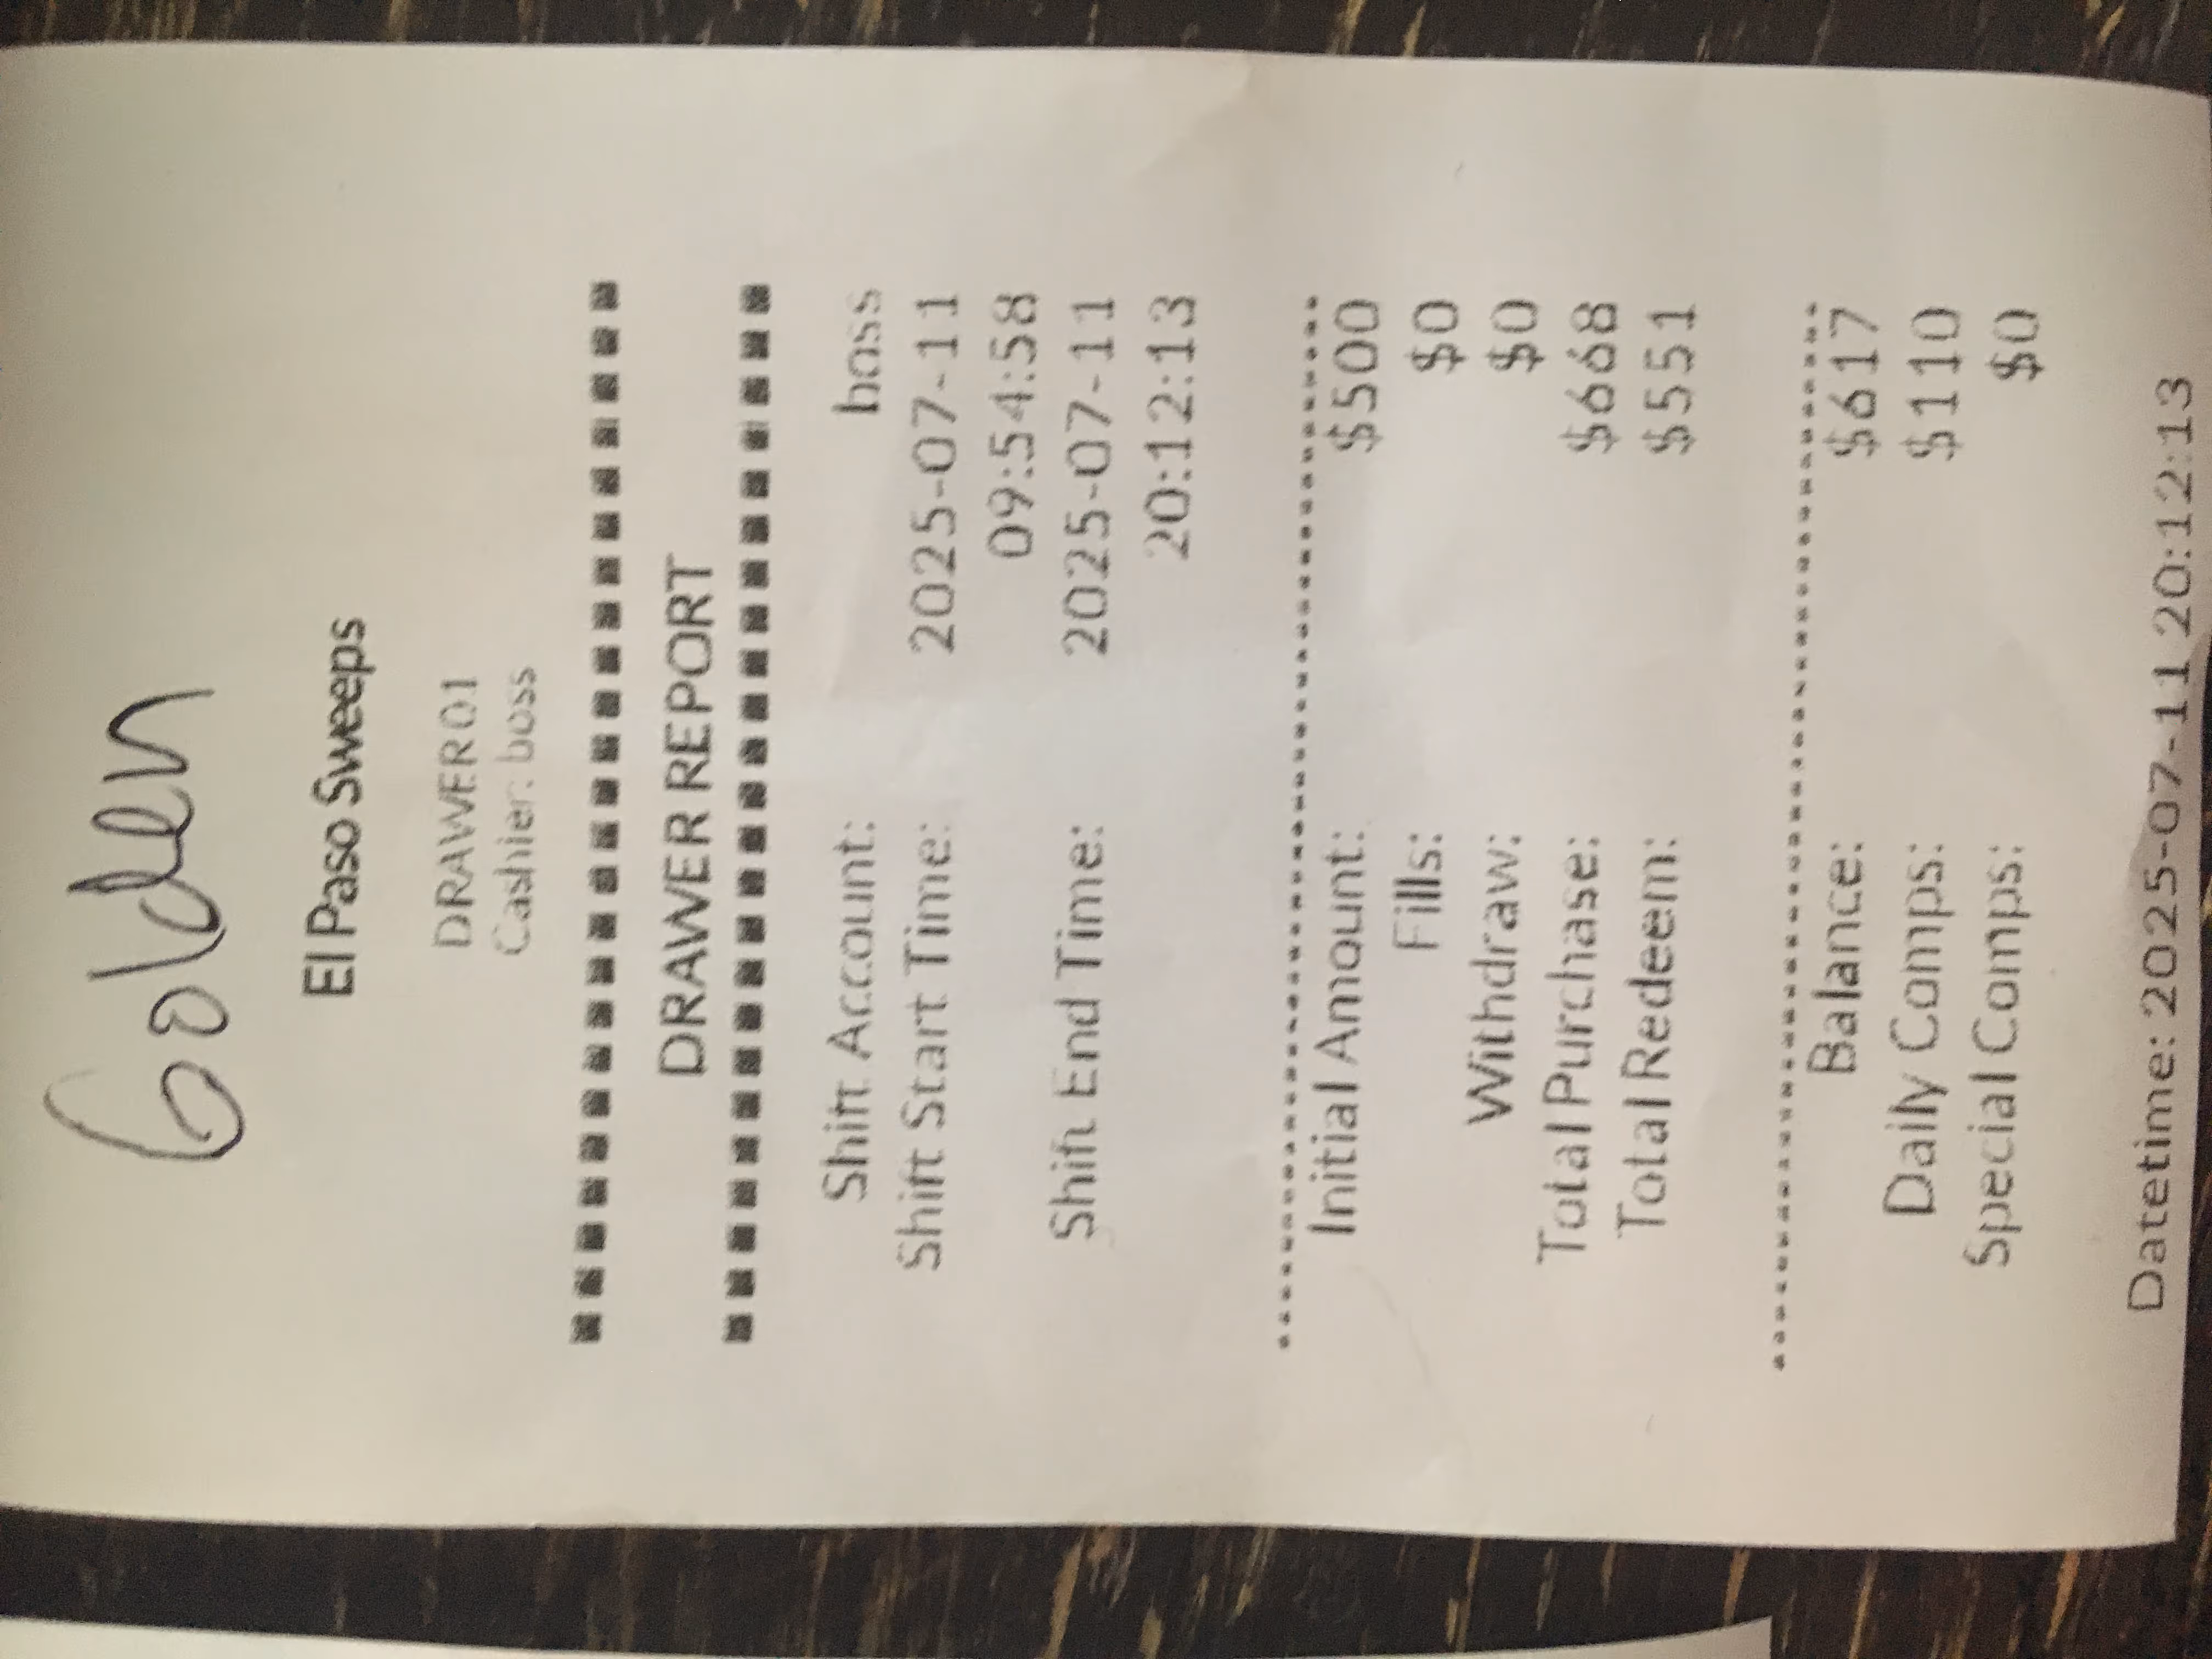 Golden
El Paso Sweeps
DRAWER 01
Cashier: boss
DRAWER REPORT
Shift Account: boss
Shift Start Time: 2025-07-11
09:54:58
Shift End Time: 2025-07-11
20:12:13
Initial Amount: $500
Fills: $0
Withdraw: $0
Total Purchase: $668
Total Redeem: $551
Balance: $617
Daily Comps: $110
Special Comps: $0
Datetime: 2025-07-11 20:12:13